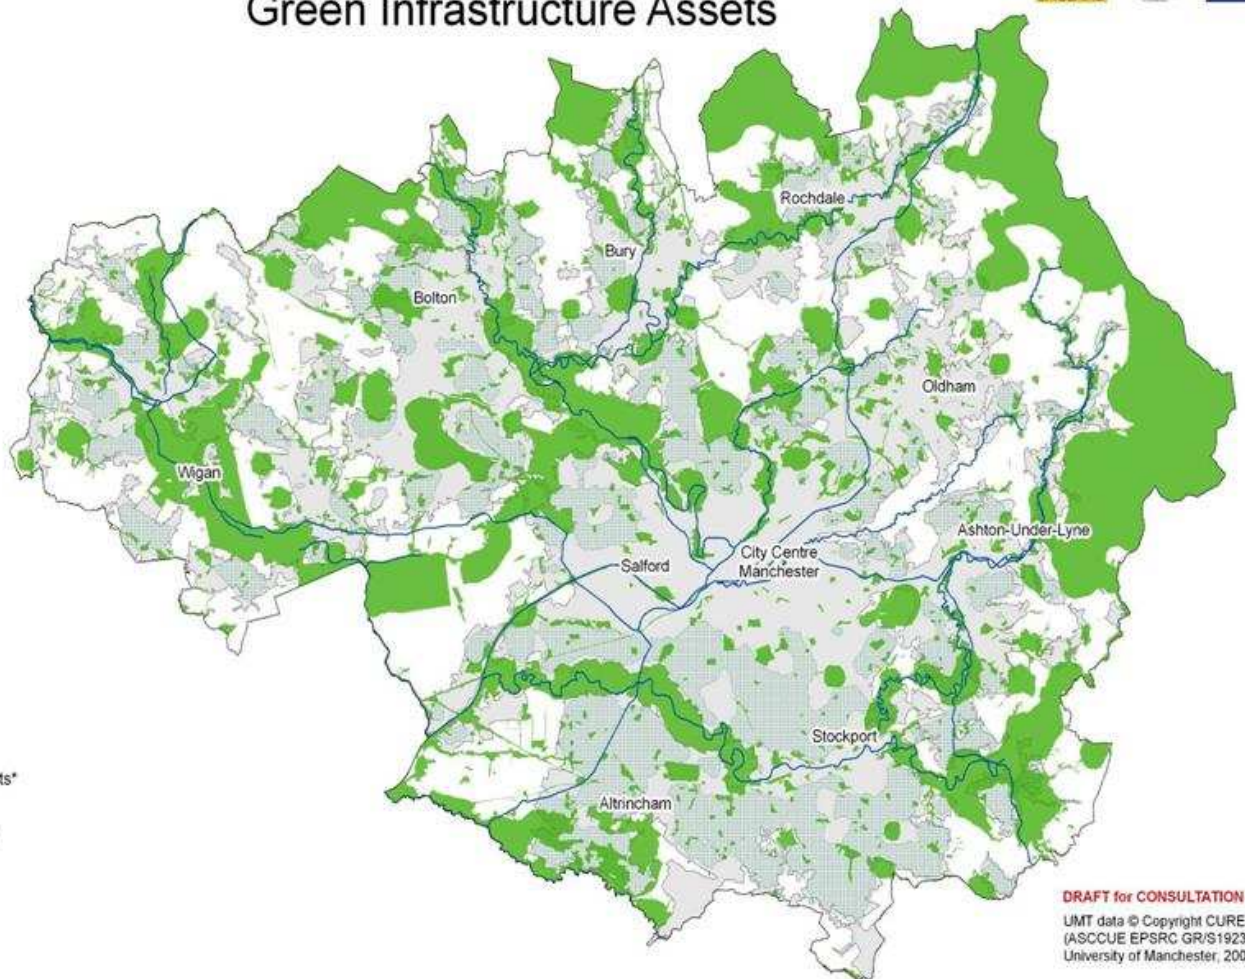 Green Infrastructure Assets
Rochdale
Bury
Bolton
Oldham
Wigan
Ashton-Under-Lyne
City Centre
Manchester
Salford
Stockport
ts*
Altrincham
DRAFT for CONSULTATION
UMT data © Copyright CURE
(ASCCUE EPSRC GR/S1923
University of Manchester, 200